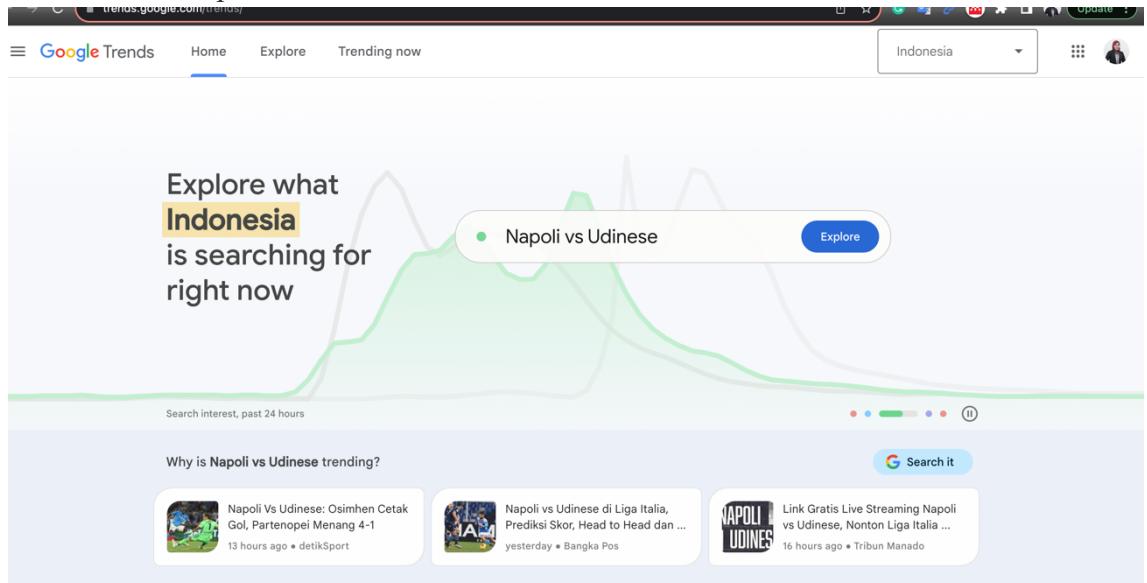 trends.google.com/trends/
Update
Google Trends
Home
Explore
Trending now
Indonesia
Explore what
Indonesia
is searching for
right now
Napoli vs Udinese
Explore
Search interest, past 24 hours
Why is Napoli vs Udinese trending?
Search it
Napoli Vs Udinese: Osimhen Cetak
Gol, Partenopei Menang 4-1
13 hours ago • detikSport
Napoli vs Udinese di Liga Italia,
Prediksi Skor, Head to Head dan ...
yesterday • Bangka Pos
NAPOLI
UDINES
Link Gratis Live Streaming Napoli
vs Udinese, Nonton Liga Italia ...
16 hours ago • Tribun Manado